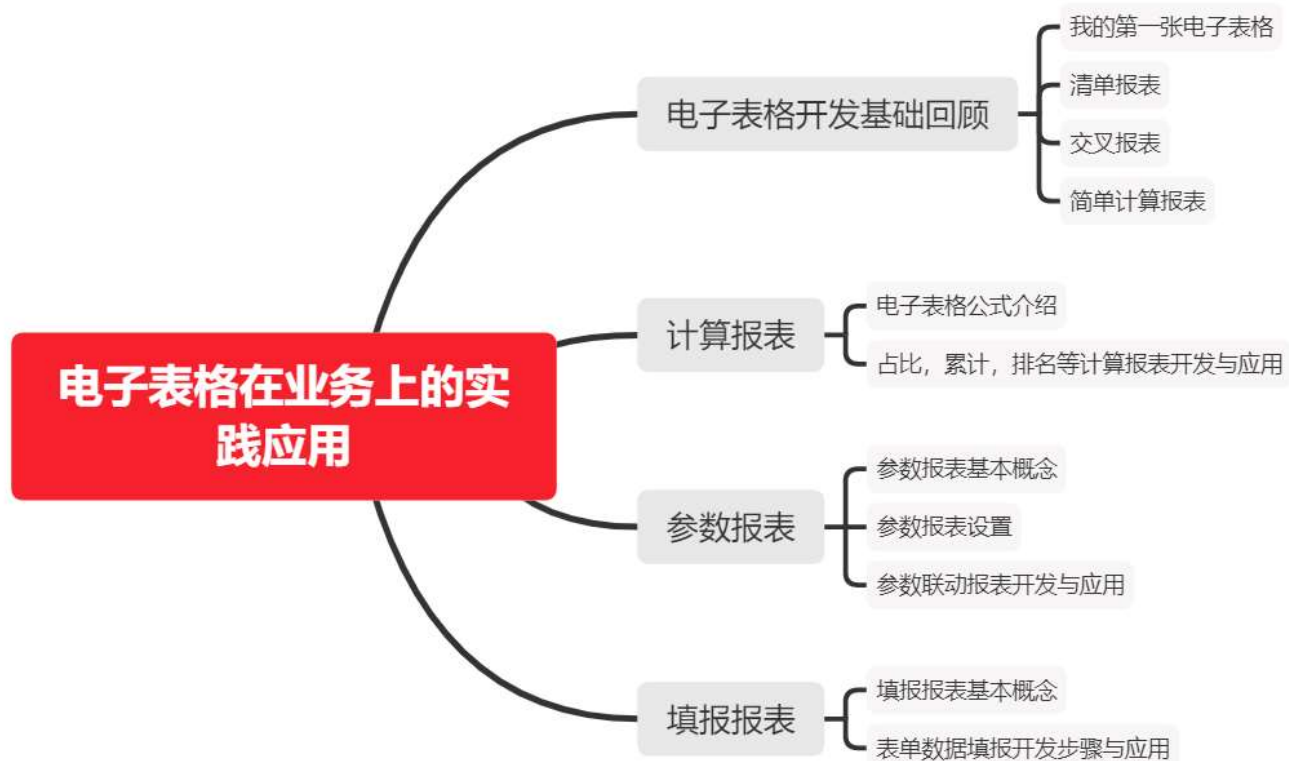 电子表格在业务上的实
践应用
电子表格开发基础回顾
我的第一张电子表格
清单报表
交叉报表
简单计算报表
计算报表
电子表格公式介绍
占比，累计，排名等计算报表开发与应用
参数报表
参数报表基本概念
参数报表设置
参数联动报表开发与应用
填报报表
填报报表基本概念
表单数据填报开发步骤与应用